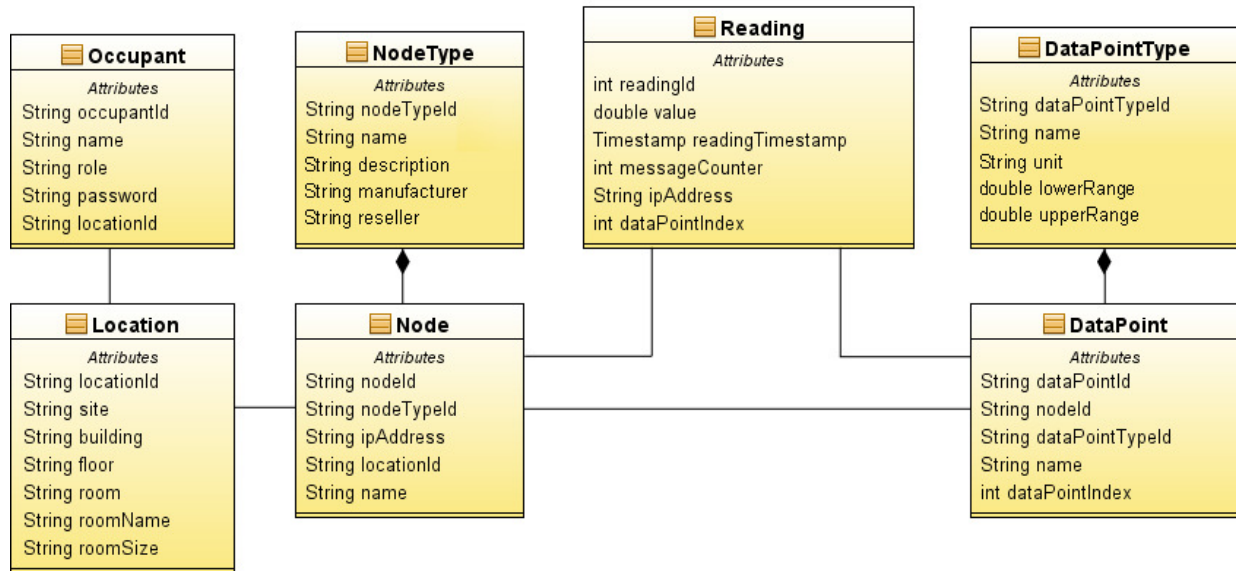 Occupant
Attributes
String occupantId
String name
String role
String password
String locationId
NodeType
Attributes
String nodeTypeId
String name
String description
String manufacturer
String reseller
Reading
Attributes
int readingId
double value
Timestamp readingTimestamp
int messageCounter
String ipAddress
int dataPointIndex
DataPointType
Attributes
String dataPointTypeId
String name
String unit
double lowerRange
double upperRange
Location
Attributes
String locationId
String site
String building
String floor
String room
String roomName
String roomSize
Node
Attributes
String nodeId
String nodeTypeId
String ipAddress
String locationId
String name
DataPoint
Attributes
String dataPointId
String nodeId
String dataPointTypeId
String name
int dataPointIndex